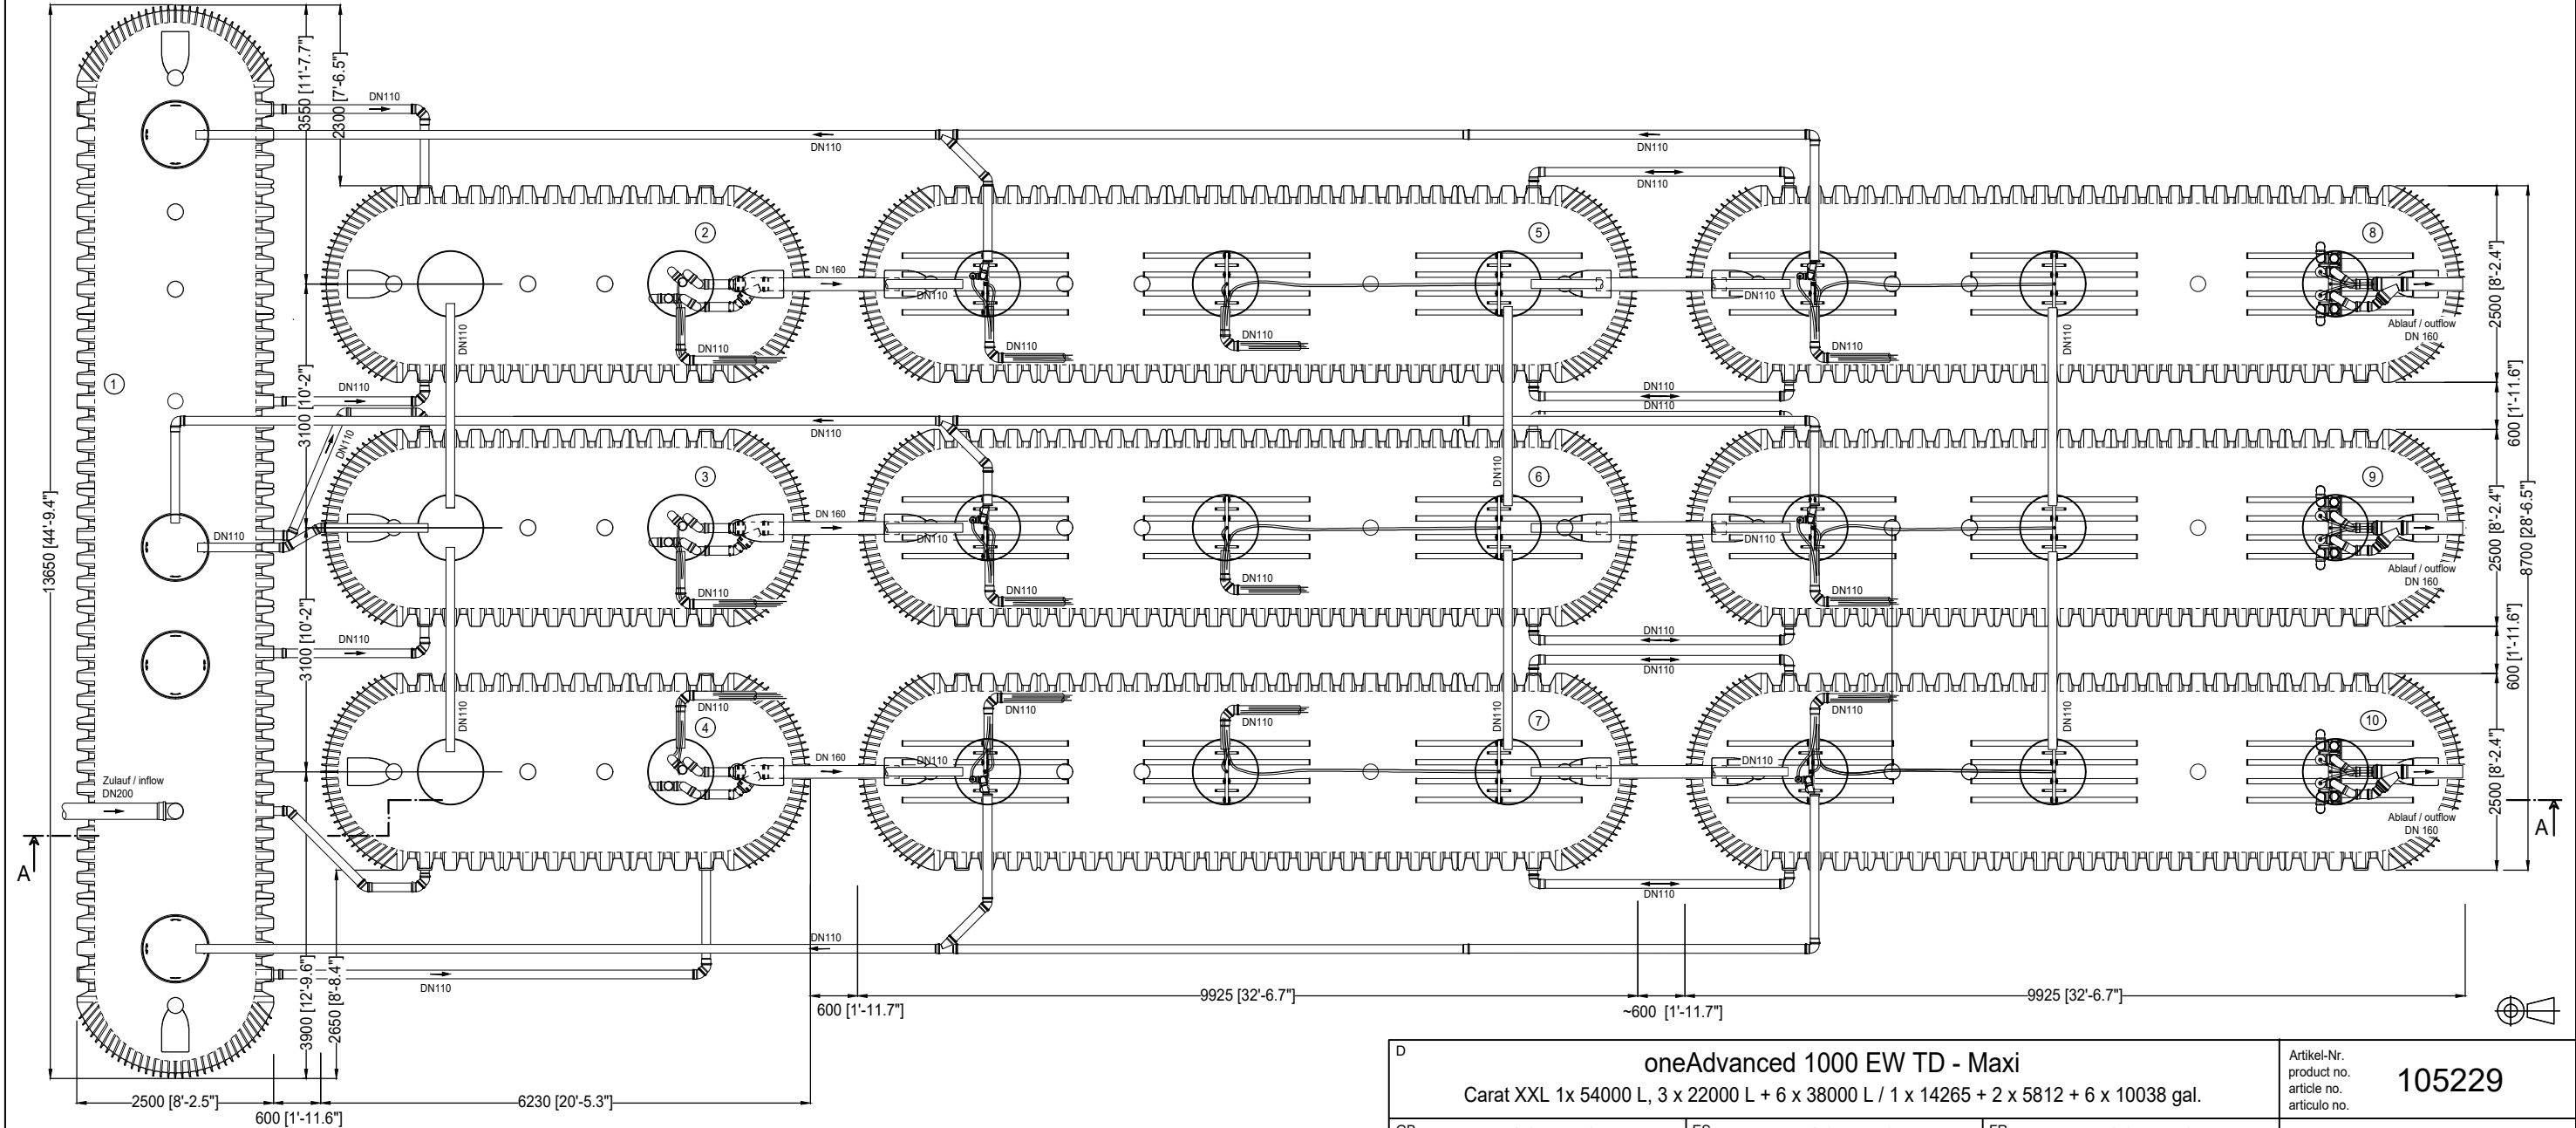 13650 [44'-9.4"]
3550 [11'-7.7"]
2300 [7'-6.5"]
3100 [10'-2"]
3100 [10'-2"]
3900 [12'-9.6"]
2650 [8'-8.4"]
DN110
DN110
DN110
DN110
DN110
1
2
DN 160
DN110
DN110
DN110
DN110
DN110
5
DN110
DN110
DN110
8
Ablauf / outflow
DN 160
DN110
DN110
DN110
DN110
DN110
DN110
DN110
3
DN 160
DN110
DN110
DN110
DN110
DN110
6
DN110
DN110
9
Ablauf / outflow
DN 160
DN110
DN110
DN110
DN110
DN110
4
DN 160
DN110
DN110
DN110
DN110
7
DN110
DN110
DN110
10
Ablauf / outflow
DN 160
Zulauf / inflow
DN200
A
A
DN110
DN110
DN110
2500 [8'-2.4"]
600 [1'-11.6"]
2500 [8'-2.4"]
8700 [28'-6.5"]
600 [1'-11.6"]
2500 [8'-2.4"]
600 [1'-11.7"]
9925 [32'-6.7"]
~600 [1'-11.7"]
9925 [32'-6.7"]
2500 [8'-2.5"]
600 [1'-11.6"]
6230 [20'-5.3"]
D
oneAdvanced 1000 EW TD - Maxi
Carat XXL 1x 54000 L, 3 x 22000 L + 6 x 38000 L / 1 x 14265 + 2 x 5812 + 6 x 10038 gal.
Artikel-Nr.
product no.
article no.
articulo no.
105229